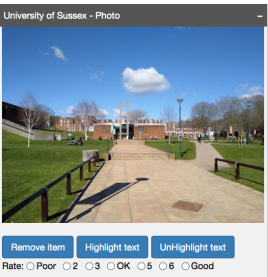 University of Sussex - Photo –
Remove item Highlight text UnHighlight text
Rate: Poor 2 3 OK 5 6 Good